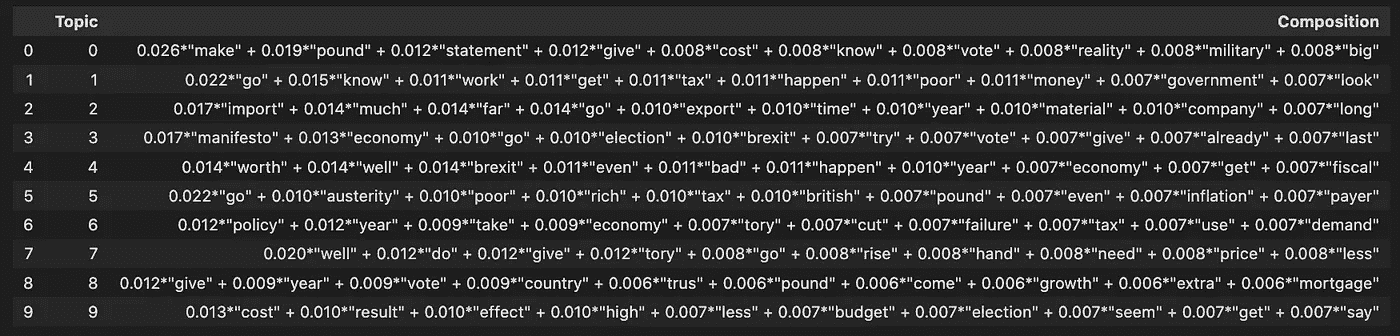 Topic Composition
0 0 0.026*"make" + 0.019*"pound" + 0.012*"statement" + 0.012*"give" + 0.008*"cost" + 0.008*"know" + 0.008*"vote" + 0.008*"reality" + 0.008*"military" + 0.008*"big"
1 1 0.022*"go" + 0.015*"know" + 0.011*"work" + 0.011*"get" + 0.011*"tax" + 0.011*"happen" + 0.011*"poor" + 0.011*"money" + 0.007*"government" + 0.007*"look"
2 2 0.017*"import" + 0.014*"much" + 0.014*"far" + 0.014*"go" + 0.010*"export" + 0.010*"time" + 0.010*"year" + 0.010*"material" + 0.010*"company" + 0.007*"long"
3 3 0.017*"manifesto" + 0.013*"economy" + 0.010*"go" + 0.010*"election" + 0.010*"brexit" + 0.007*"try" + 0.007*"vote" + 0.007*"give" + 0.007*"already" + 0.007*"last"
4 4 0.014*"worth" + 0.014*"well" + 0.014*"brexit" + 0.011*"even" + 0.011*"bad" + 0.011*"happen" + 0.010*"year" + 0.007*"economy" + 0.007*"get" + 0.007*"fiscal"
5 5 0.022*"go" + 0.010*"austerity" + 0.010*"poor" + 0.010*"rich" + 0.010*"tax" + 0.010*"british" + 0.007*"pound" + 0.007*"even" + 0.007*"inflation" + 0.007*"payer"
6 6 0.012*"policy" + 0.012*"year" + 0.009*"take" + 0.009*"economy" + 0.007*"tory" + 0.007*"cut" + 0.007*"failure" + 0.007*"tax" + 0.007*"use" + 0.007*"demand"
7 7 0.020*"well" + 0.012*"do" + 0.012*"give" + 0.012*"tory" + 0.008*"go" + 0.008*"rise" + 0.008*"hand" + 0.008*"need" + 0.008*"price" + 0.008*"less"
8 8 0.012*"give" + 0.009*"year" + 0.009*"vote" + 0.009*"country" + 0.006*"trus" + 0.006*"pound" + 0.006*"come" + 0.006*"growth" + 0.006*"extra" + 0.006*"mortgage"
9 9 0.013*"cost" + 0.010*"result" + 0.010*"effect" + 0.010*"high" + 0.007*"less" + 0.007*"budget" + 0.007*"election" + 0.007*"seem" + 0.007*"get" + 0.007*"say"